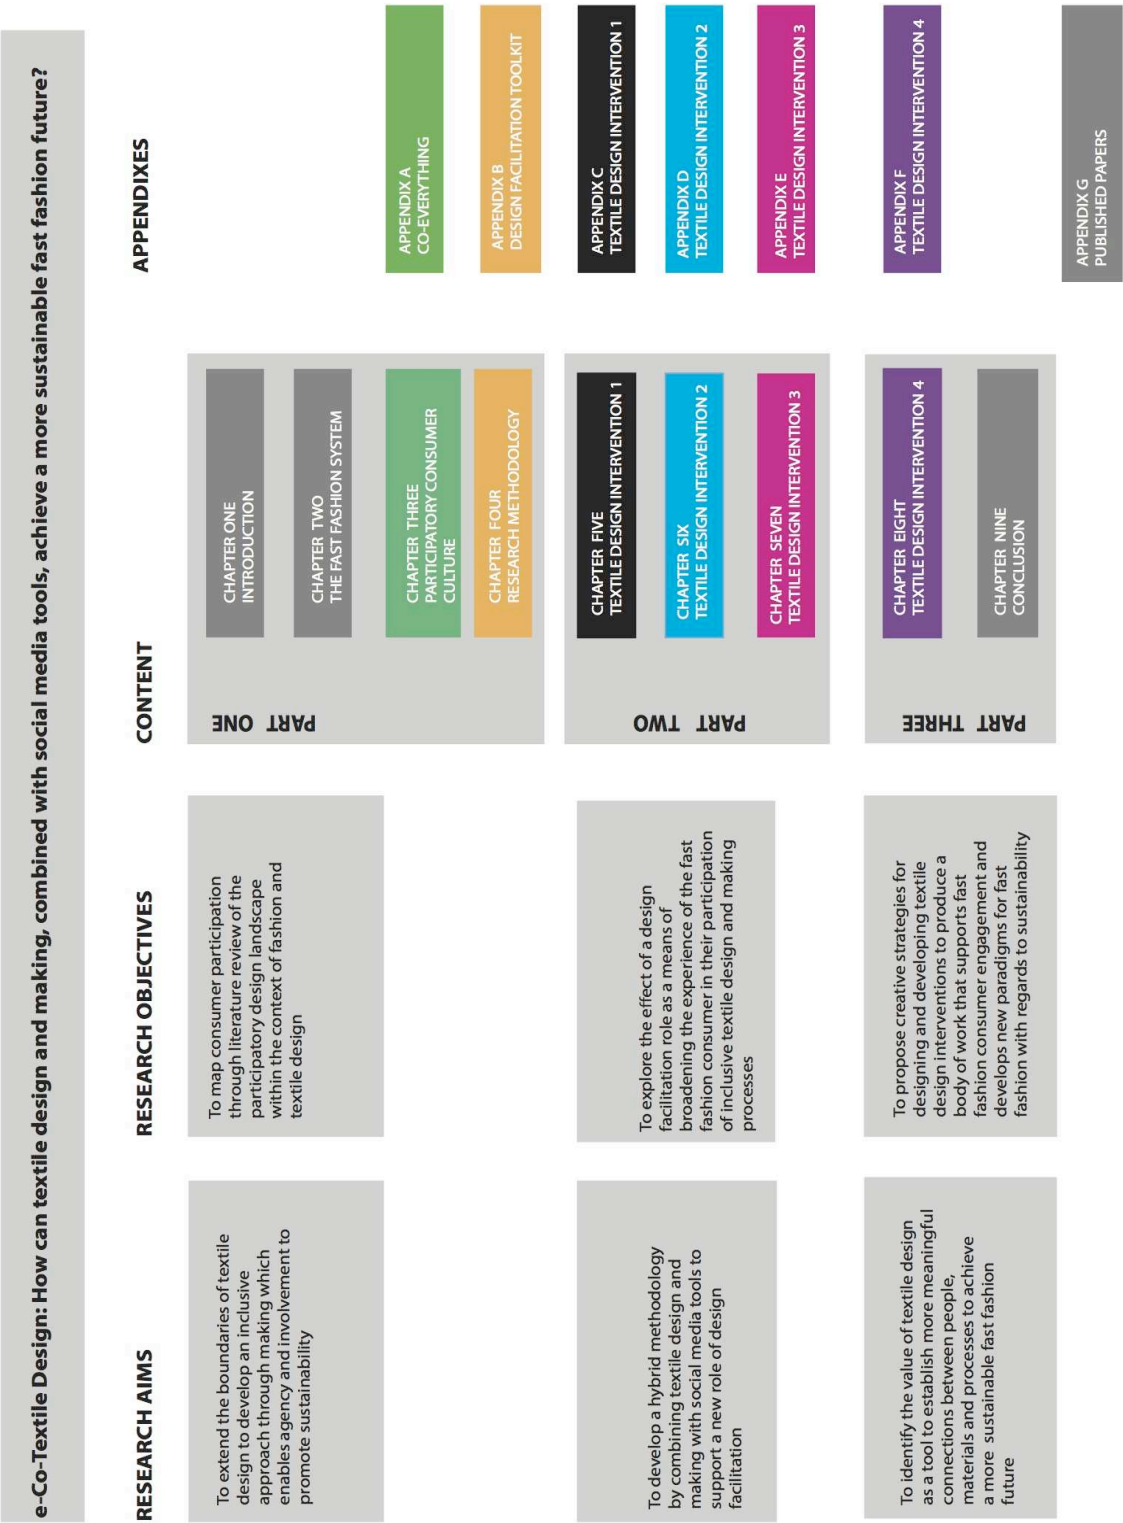 e-Co-Textile Design: How can textile design and making, combined with social media tools, achieve a more sustainable fast fashion future?
RESEARCH AIMS
RESEARCH OBJECTIVES
CONTENT
APPENDIXES
To extend the boundaries of textile
design to develop an inclusive
approach through making which
enables agency and involvement to
promote sustainability
To map consumer participation
through literature review of the
participatory design landscape
within the context of fashion and
textile design
PART ONE
CHAPTER ONE
INTRODUCTION
CHAPTER TWO
THE FAST FASHION SYSTEM
CHAPTER THREE
PARTICIPATORY CONSUMER
CULTURE
CHAPTER FOUR
RESEARCH METHODOLOGY
APPENDIX A
CO-EVERYTHING
APPENDIX B
DESIGN FACILITATION TOOLKIT
To develop a hybrid methodology
by combining textile design and
making with social media tools to
support a new role of design
facilitation
To explore the effect of a design
facilitation role as a means of
broadening the experience of the fast
fashion consumer in their participation
of inclusive textile design and making
processes
PART TWO
CHAPTER FIVE
TEXTILE DESIGN INTERVENTION 1
CHAPTER SIX
TEXTILE DESIGN INTERVENTION 2
CHAPTER SEVEN
TEXTILE DESIGN INTERVENTION 3
APPENDIX C
TEXTILE DESIGN INTERVENTION 1
APPENDIX D
TEXTILE DESIGN INTERVENTION 2
APPENDIX E
TEXTILE DESIGN INTERVENTION 3
To identify the value of textile design
as a tool to establish more meaningful
connections between people,
materials and processes to achieve
a more sustainable fast fashion
future
To propose creative strategies for
designing and developing textile
design interventions to produce a
body of work that supports fast
fashion consumer engagement and
develops new paradigms for fast
fashion with regards to sustainability
PART THREE
CHAPTER EIGHT
TEXTILE DESIGN INTERVENTION 4
CHAPTER NINE
CONCLUSION
APPENDIX F
TEXTILE DESIGN INTERVENTION 4
APPENDIX G
PUBLISHED PAPERS